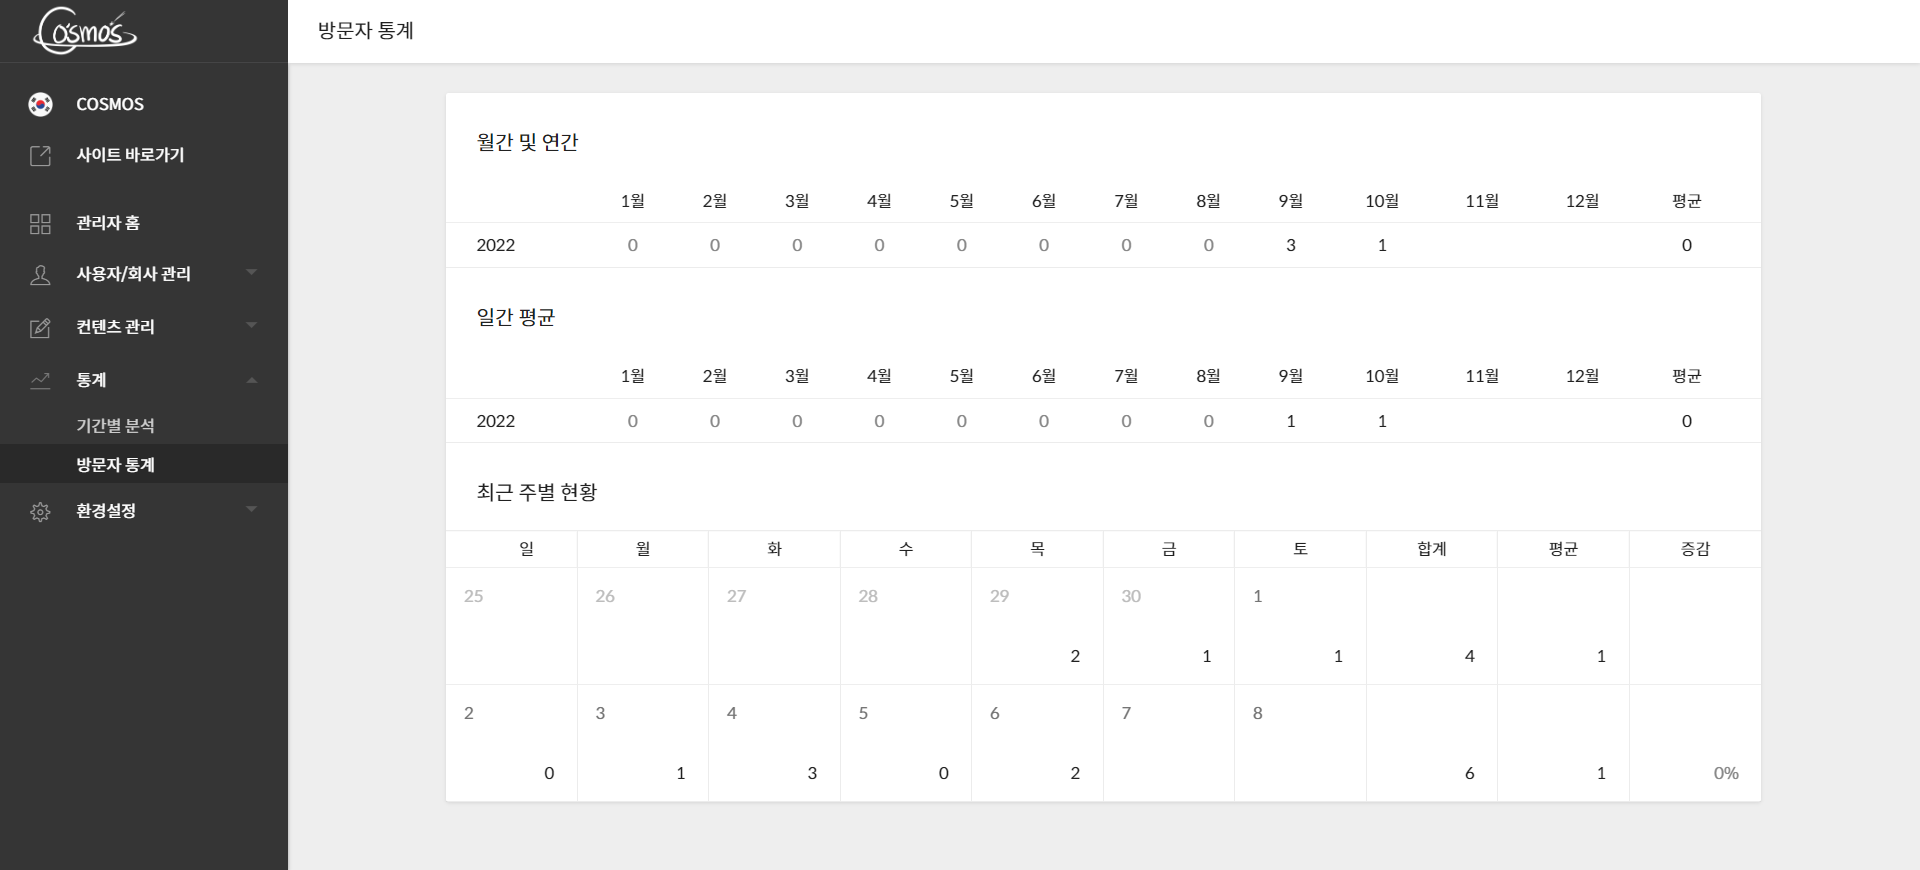 Cosmos
방문자 통계
COSMOS
사이트 바로가기
관리자 홈
사용자/회사 관리
컨텐츠 관리
통계
기간별 분석
방문자 통계
환경설정
월간 및 연간
1월 2월 3월 4월 5월 6월 7월 8월 9월 10월 11월 12월 평균
2022 0 0 0 0 0 0 0 0 3 1 0
일간 평균
1월 2월 3월 4월 5월 6월 7월 8월 9월 10월 11월 12월 평균
2022 0 0 0 0 0 0 0 0 1 1 0
최근 주별 현황
일 월 화 수 목 금 토 합계 평균 증감
25 26 27 28 29 30 1
2 1 1 4 1
2 3 4 5 6 7 8
0 1 3 0 2 6 1 0%